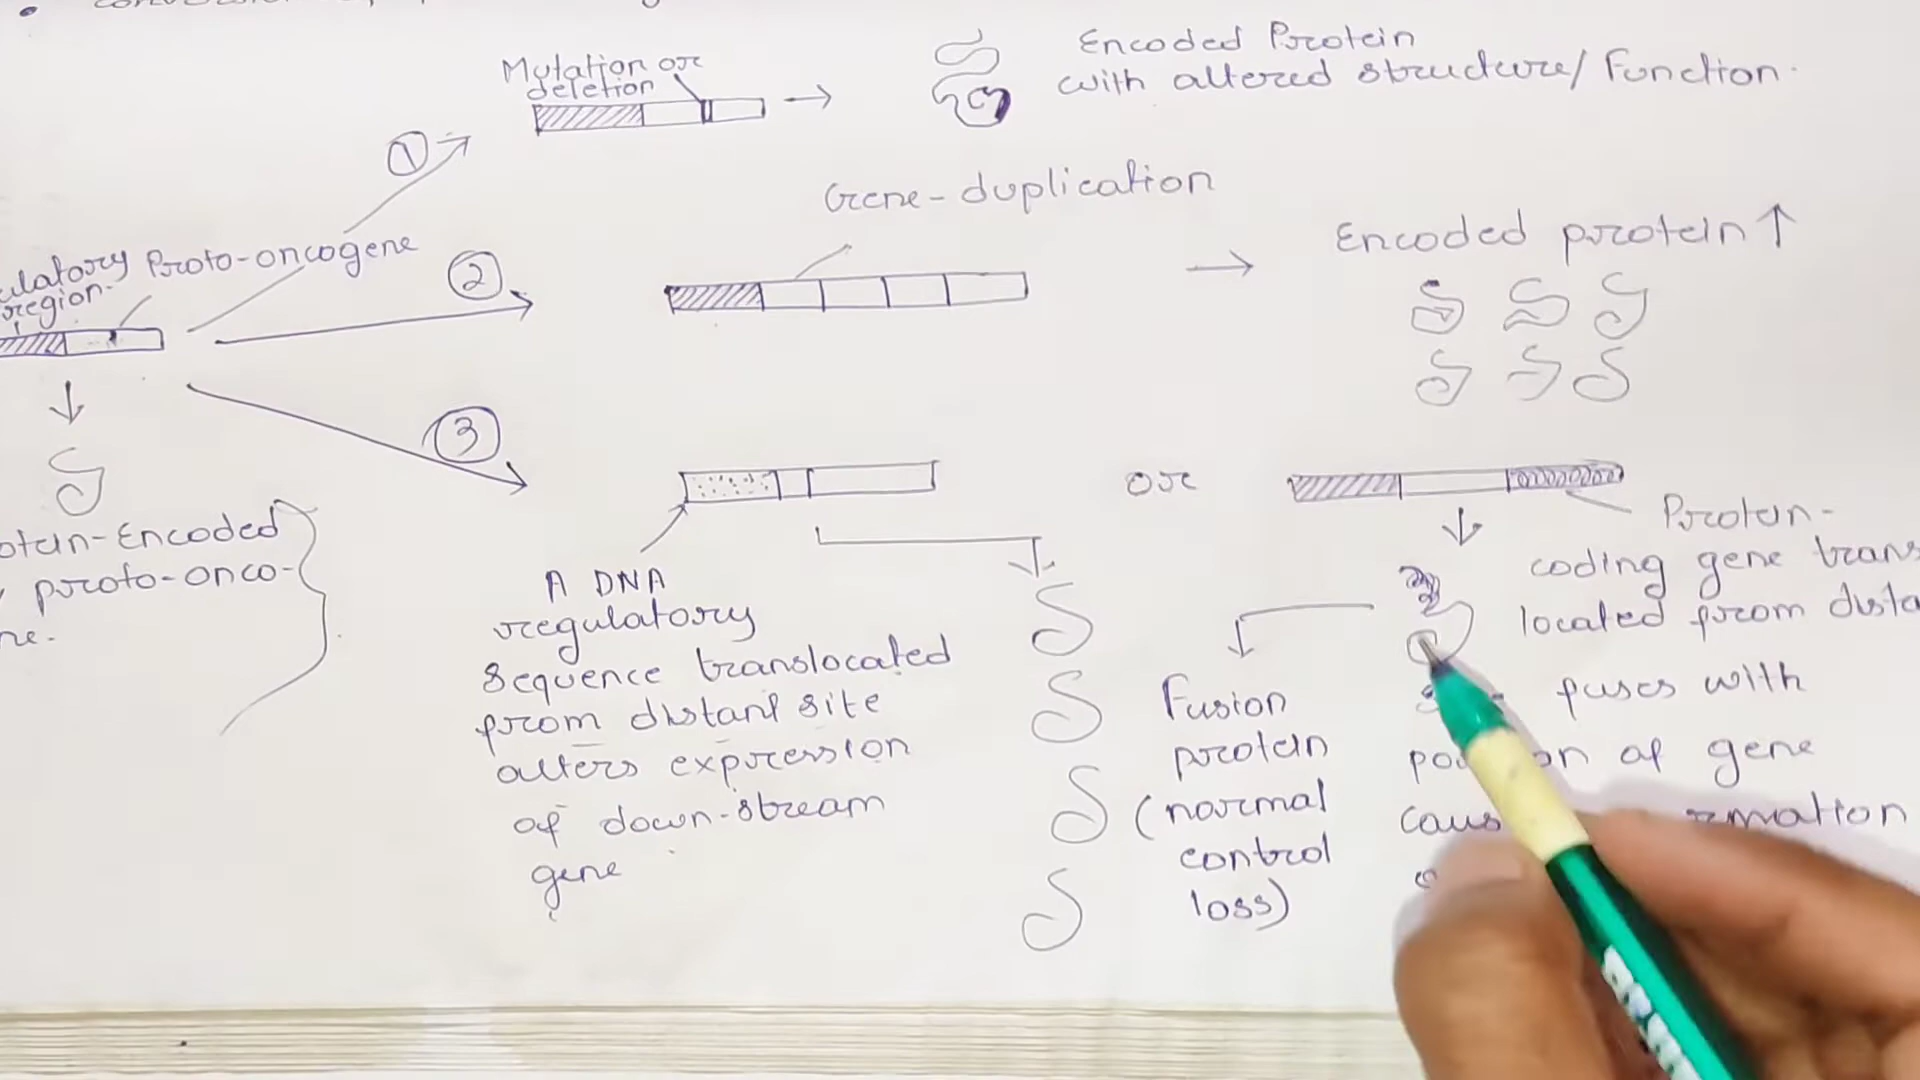 Mutation or
deletion
Encoded Protein
with altered structure/Function.
①
Gene-duplication
Proto-oncogene
region.
②
Encoded protein↑
③
or
Protein-
coding gene
located from
A DNA
regulatory
sequence translocated
from distant site
alters expression
of down-stream
gene
Encoded
proto-onco-
Fusion
protein
(normal
control
loss)
fuses with
of gene